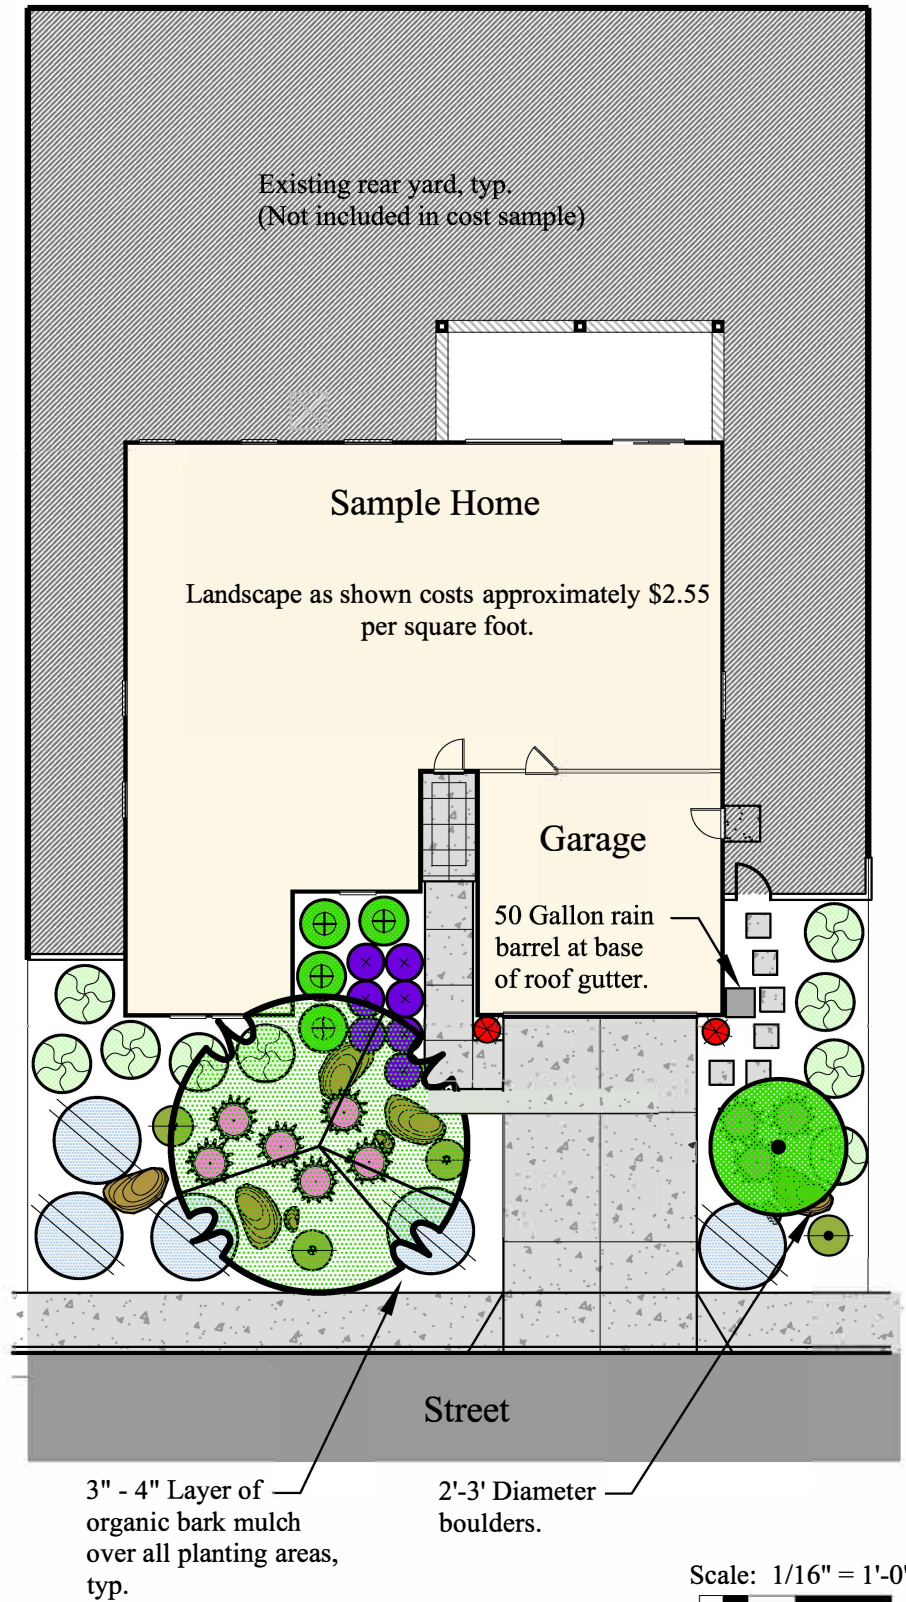 Existing rear yard, typ.
(Not included in cost sample)
Sample Home
Landscape as shown costs approximately $2.55
per square foot.
Garage
50 Gallon rain
barrel at base
of roof gutter.
Street
3" - 4" Layer of
organic bark mulch
over all planting areas,
typ.
2'-3' Diameter
boulders.
Scale: 1/16" = 1'-0"